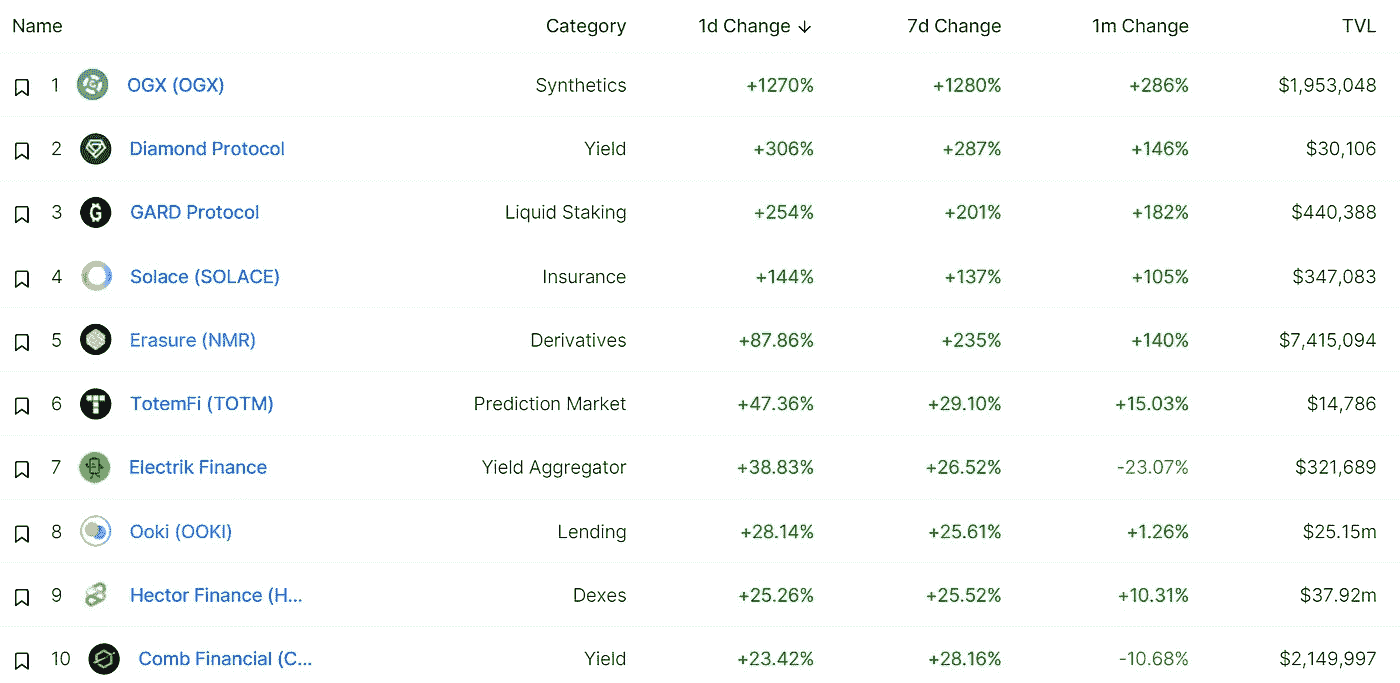 Name Category 1d Change ↓ 7d Change 1m Change TVL
1 OGX (OGX) Synthetics +1270% +1280% +286% $1,953,048
2 Diamond Protocol Yield +306% +287% +146% $30,106
3 GARD Protocol Liquid Staking +254% +201% +182% $440,388
4 Solace (SOLACE) Insurance +144% +137% +105% $347,083
5 Erasure (NMR) Derivatives +87.86% +235% +140% $7,415,094
6 TotemFi (TOTM) Prediction Market +47.36% +29.10% +15.03% $14,786
7 Electrik Finance Yield Aggregator +38.83% +26.52% -23.07% $321,689
8 Ooki (OOKI) Lending +28.14% +25.61% +1.26% $25.15m
9 Hector Finance (H... Dexes +25.26% +25.52% +10.31% $37.92m
10 Comb Financial (C... Yield +23.42% +28.16% -10.68% $2,149,997